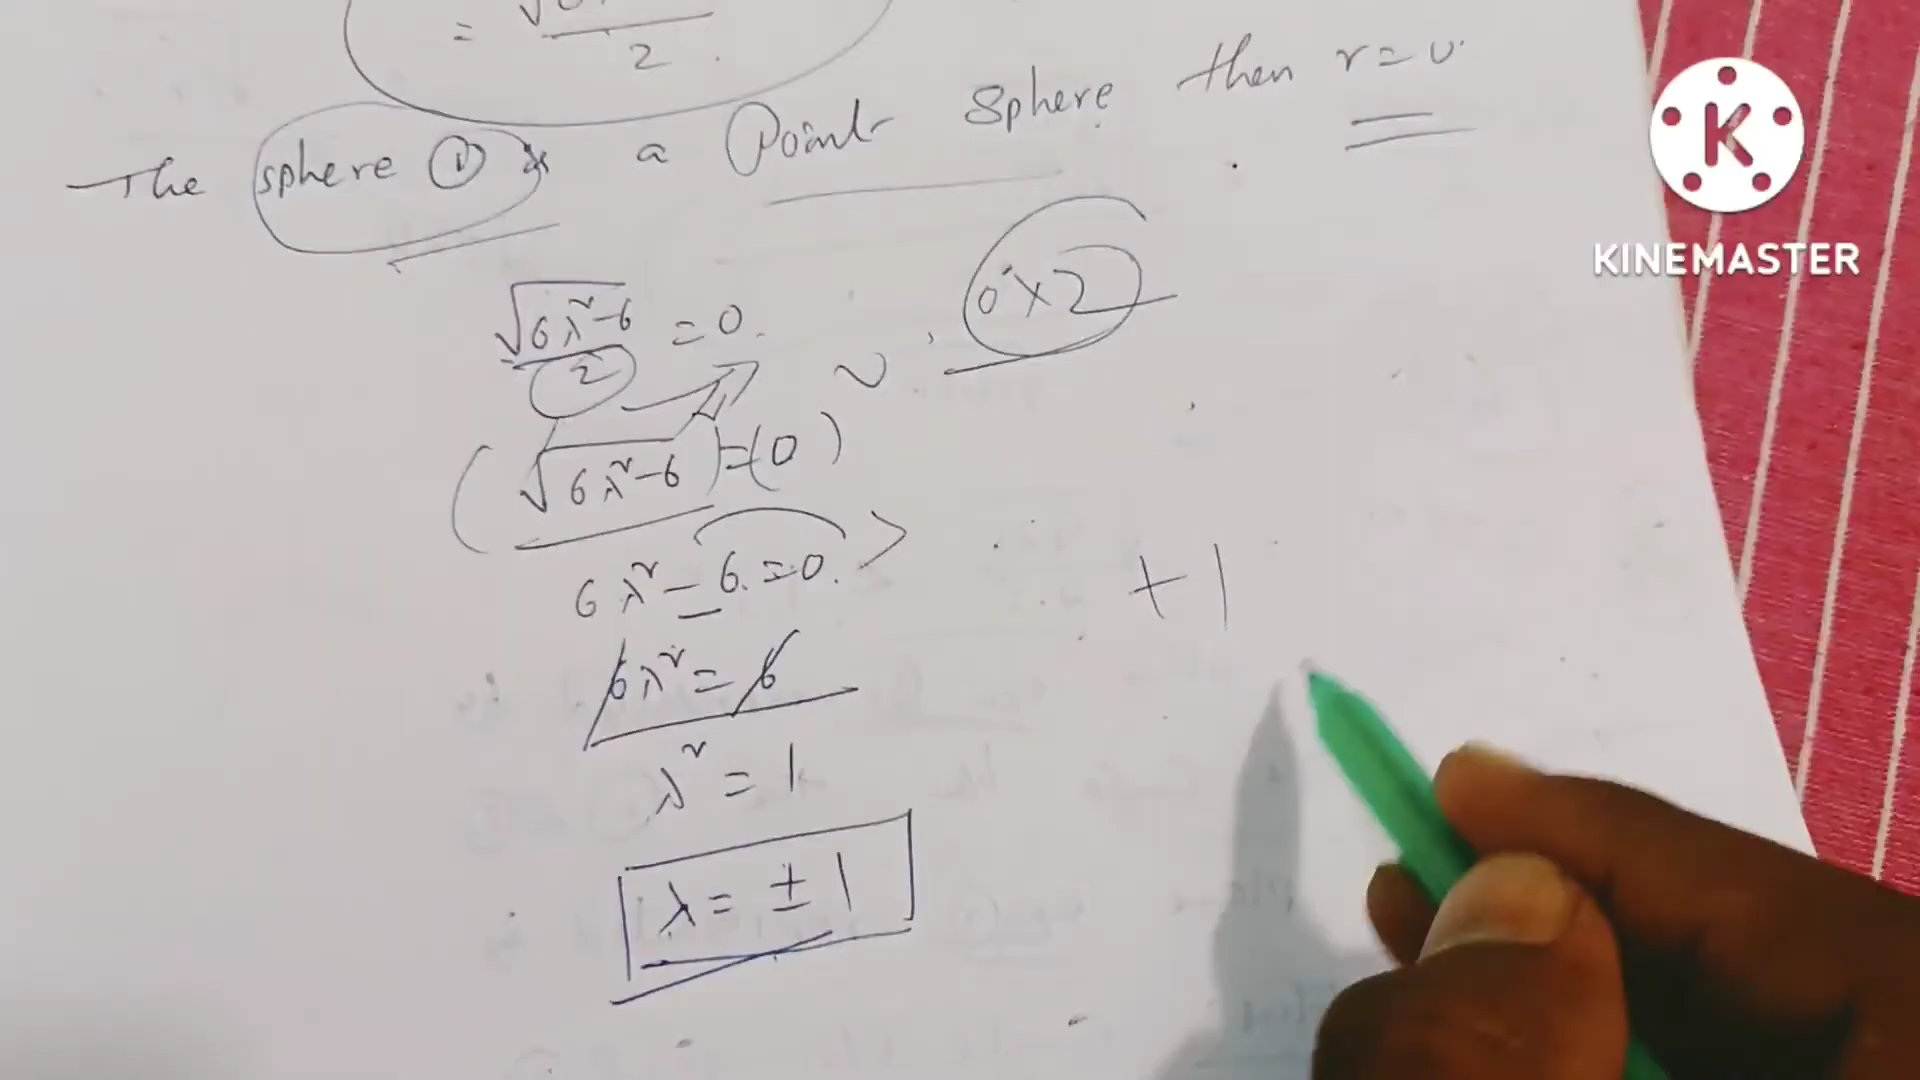 = √6 / 2.
The sphere ① is a Point Sphere then r=0.
√6λ²-6 / 2 = 0. 0×2
(√6λ²-6) = (0)
6λ²-6=0.
6λ²=6 +1
λ²=1
λ=±1
K
KINEMASTER